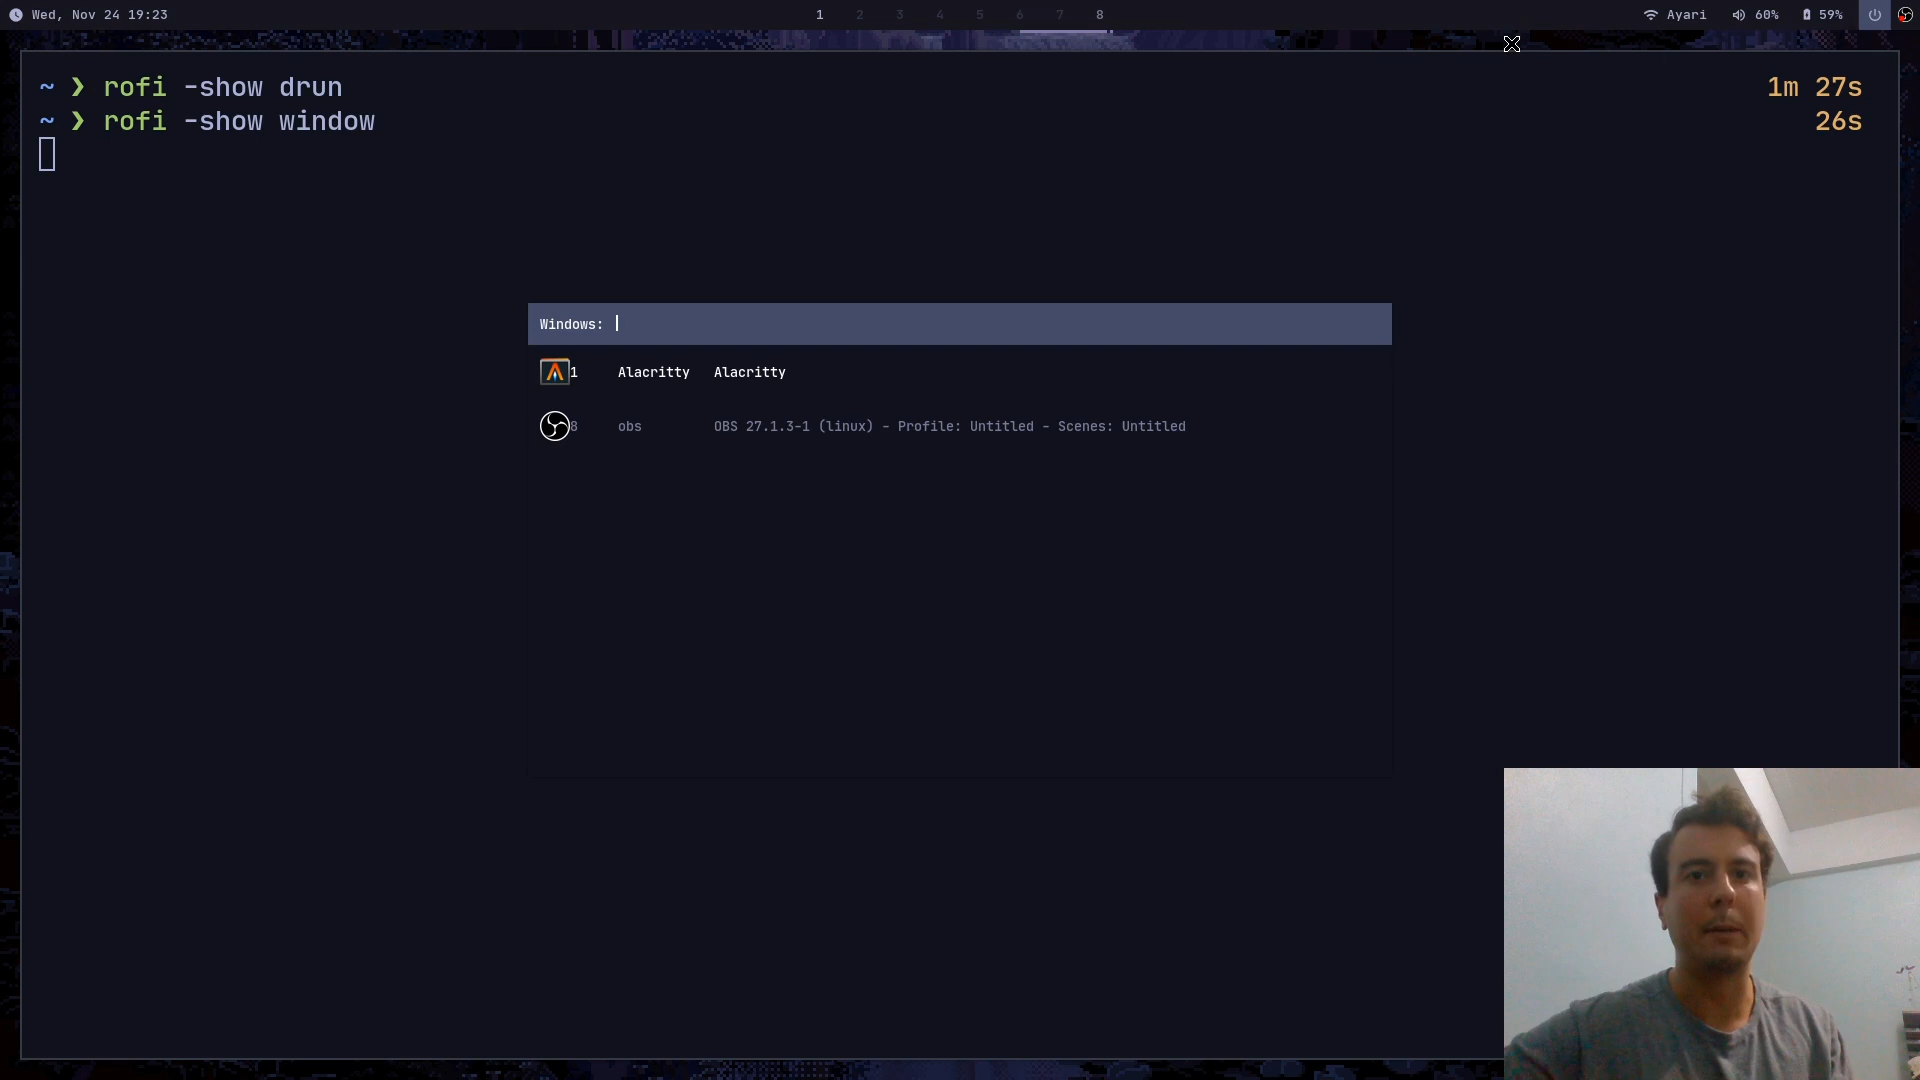 Wed, Nov 24 19:23 1 2 3 4 5 6 7 8 Ayari 60% 59%
~ ❯ rofi -show drun 1m 27s
~ ❯ rofi -show window 26s
Windows:
1 Alacritty Alacritty
8 obs OBS 27.1.3-1 (linux) - Profile: Untitled - Scenes: Untitled